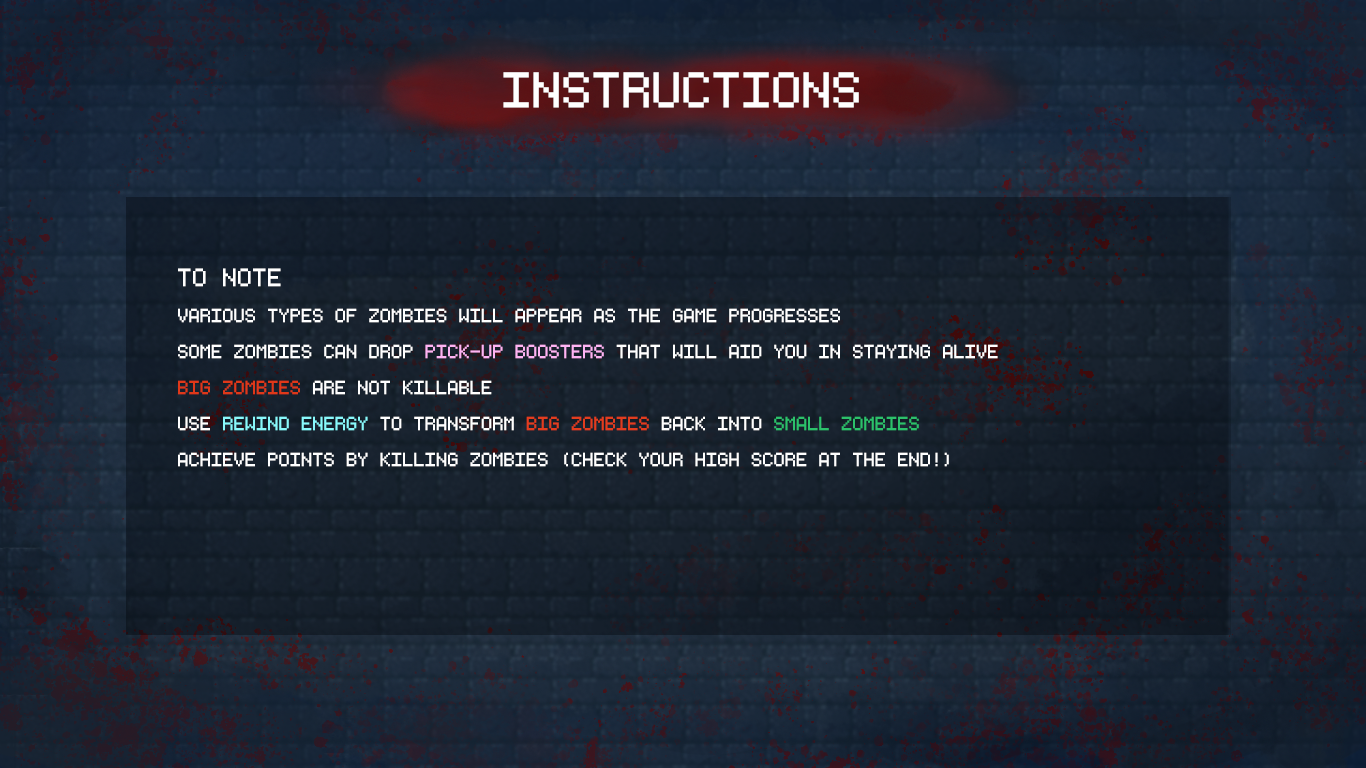 INSTRUCTIONS
TO NOTE
VARIOUS TYPES OF ZOMBIES WILL APPEAR AS THE GAME PROGRESSES
SOME ZOMBIES CAN DROP PICK-UP BOOSTERS THAT WILL AID YOU IN STAYING ALIVE
BIG ZOMBIES ARE NOT KILLABLE
USE REWIND ENERGY TO TRANSFORM BIG ZOMBIES BACK INTO SMALL ZOMBIES
ACHIEVE POINTS BY KILLING ZOMBIES (CHECK YOUR HIGH SCORE AT THE END!)